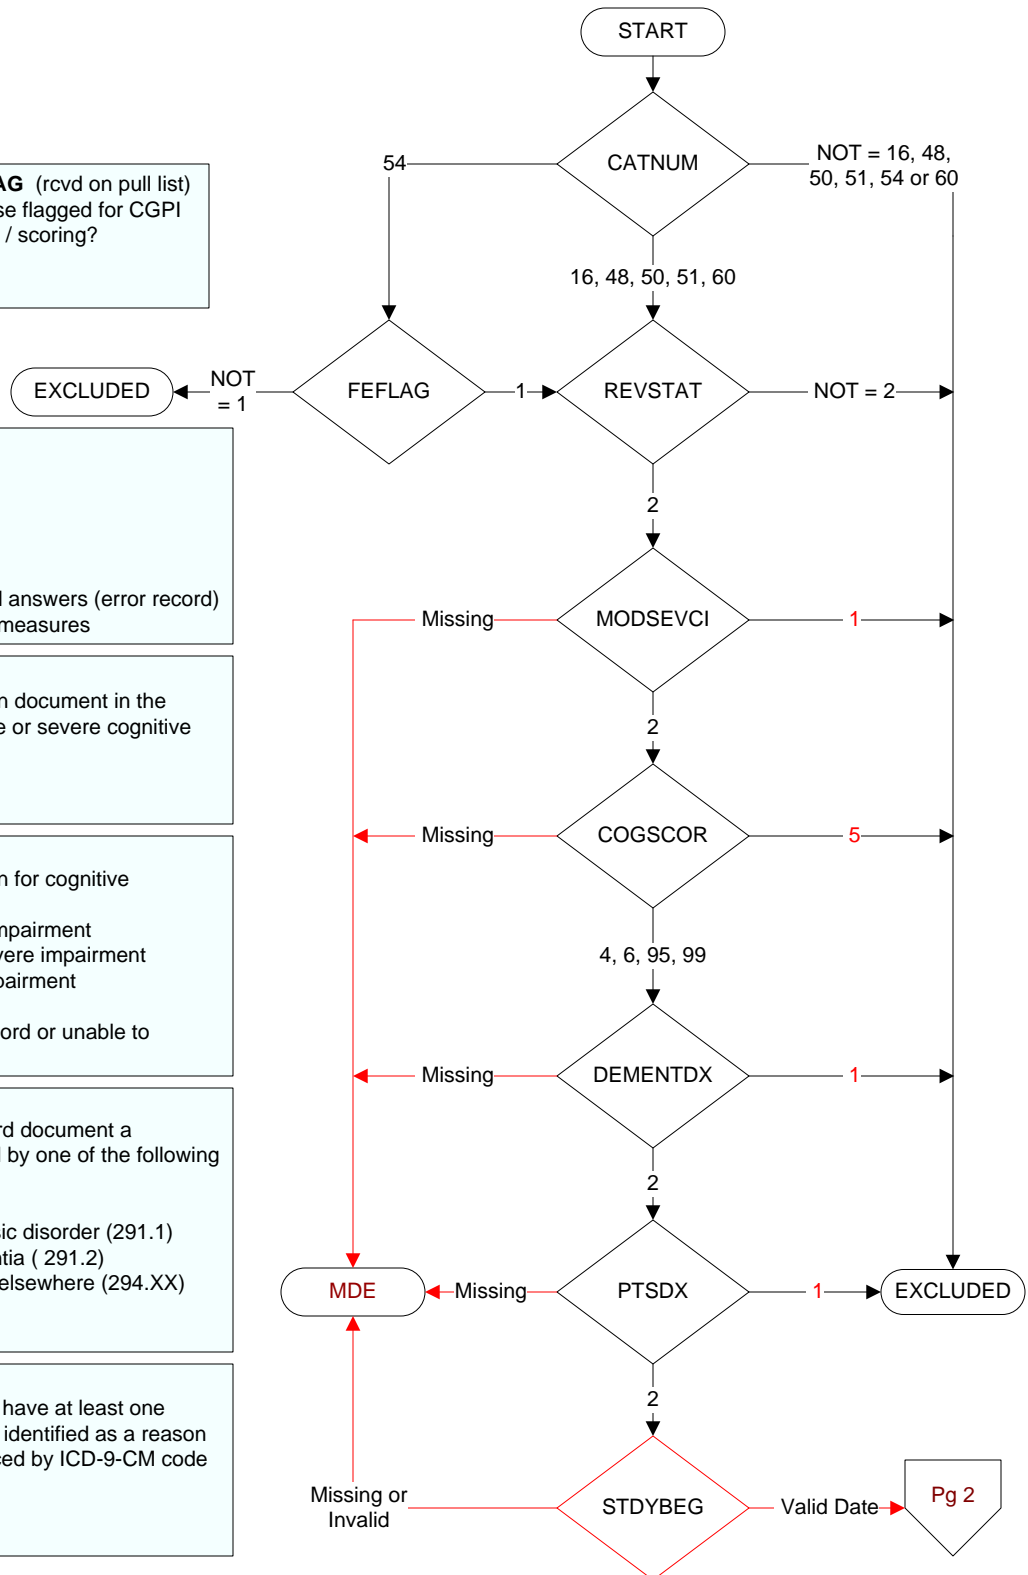 START
CATNUM
54
NOT = 16, 48,
50, 51, 54 or 60
AG (rcvd on pull list)
se flagged for CGPI
/ scoring?
16, 48, 50, 51, 60
EXCLUDED
NOT
= 1
FEFLAG
1
REVSTAT
NOT = 2
2
l answers (error record)
measures
Missing
MODSEVCI
1
n document in the
e or severe cognitive
2
Missing
COGSCOR
5
n for cognitive
mpairment
vere impairment
pairment
ord or unable to
4, 6, 95, 99
Missing
DEMENTDX
1
rd document a
d by one of the following
sic disorder (291.1)
ntia ( 291.2)
elsewhere (294.XX)
2
MDE
Missing
PTSDX
1
EXCLUDED
have at least one
identified as a reason
ced by ICD-9-CM code
2
Missing or
Invalid
STDYBEG
Valid Date
Pg 2